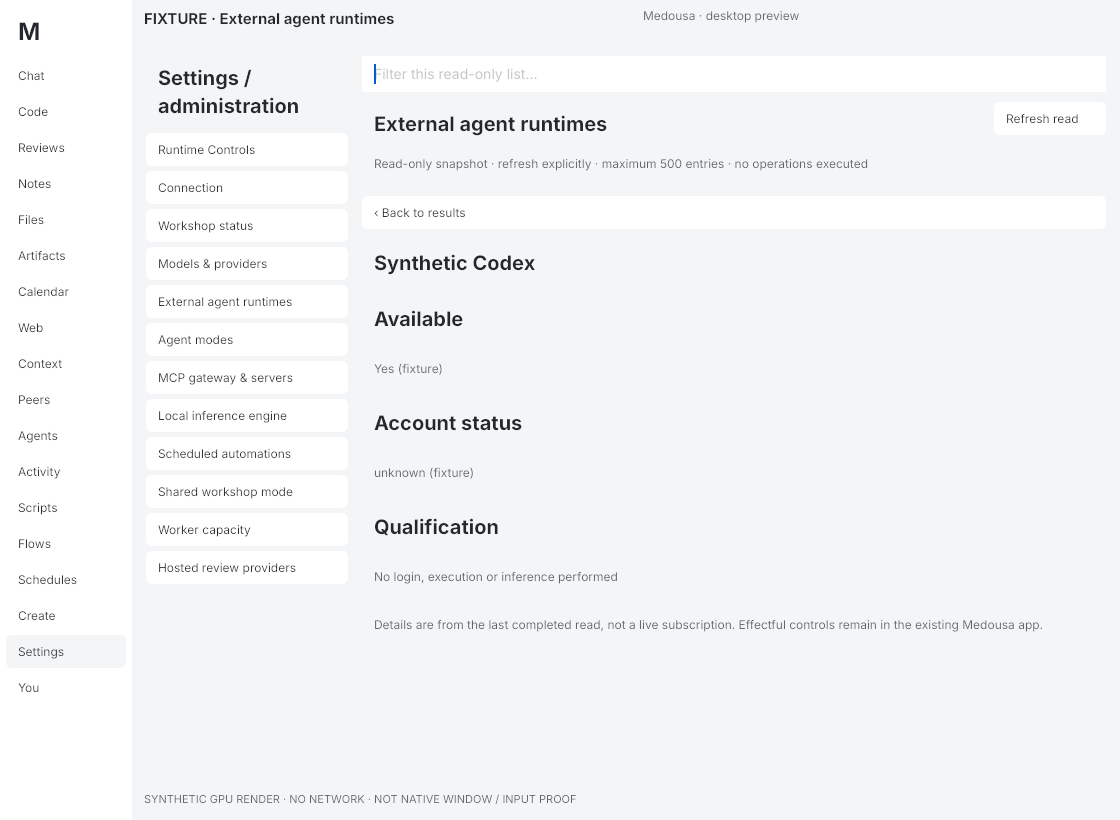 M
Chat
Code
Reviews
Notes
Files
Artifacts
Calendar
Web
Context
Peers
Agents
Activity
Scripts
Flows
Schedules
Create
Settings
You
FIXTURE · External agent runtimes
Medousa · desktop preview
Settings /
administration
Runtime Controls
Connection
Workshop status
Models & providers
External agent runtimes
Agent modes
MCP gateway & servers
Local inference engine
Scheduled automations
Shared workshop mode
Worker capacity
Hosted review providers
Filter this read-only list...
External agent runtimes
Refresh read
Read-only snapshot · refresh explicitly · maximum 500 entries · no operations executed
‹ Back to results
Synthetic Codex
Available
Yes (fixture)
Account status
unknown (fixture)
Qualification
No login, execution or inference performed
Details are from the last completed read, not a live subscription. Effectful controls remain in the existing Medousa app.
SYNTHETIC GPU RENDER · NO NETWORK · NOT NATIVE WINDOW / INPUT PROOF